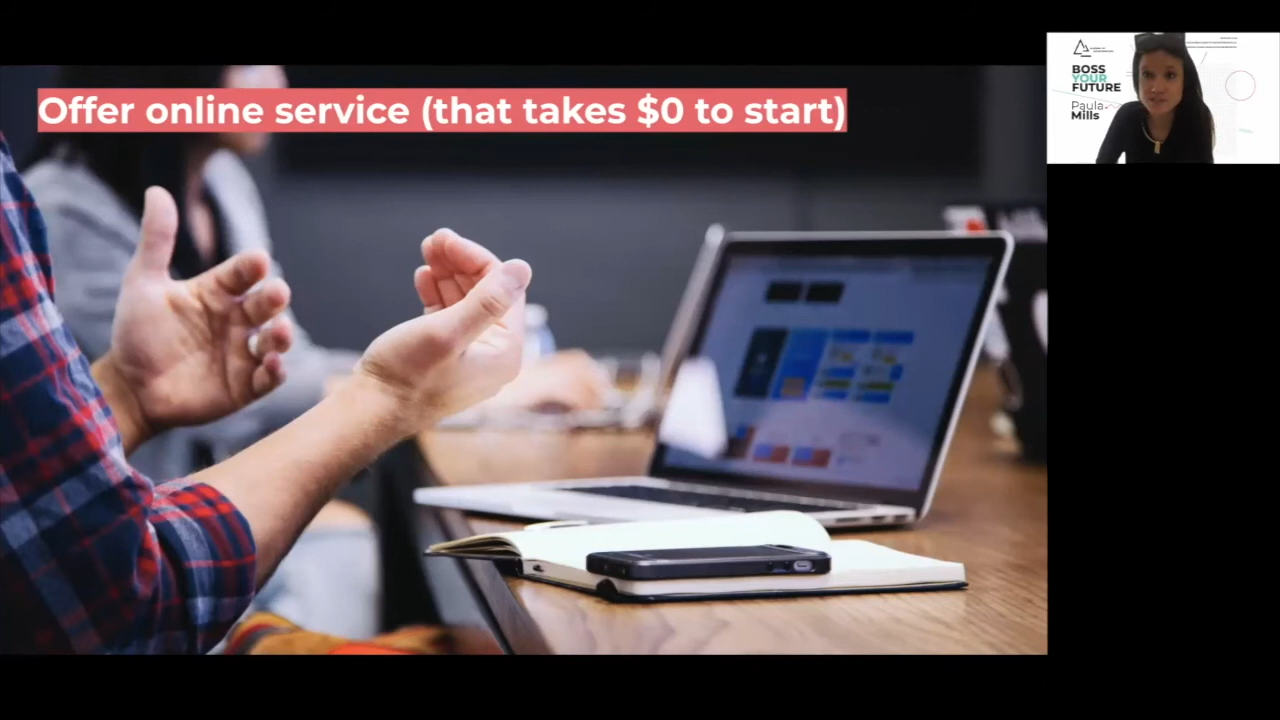 Offer online service (that takes $0 to start)
BOSS
YOUR
FUTURE
Paula
Mills